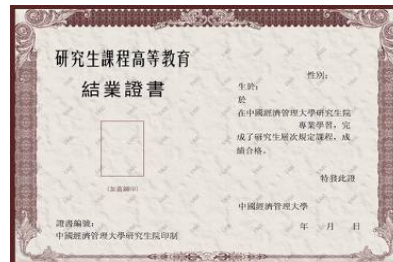 研究生課程高等教育
結業證書
(加蓋鋼印)
證書編號：
中國經濟管理大學研究生院印制
性別：
生於：
於
在中國經濟管理大學研究生院
專業學習，完
成了研究生層次規定課程，成
績合格。
特發此證
中國經濟管理大學
年 月 日